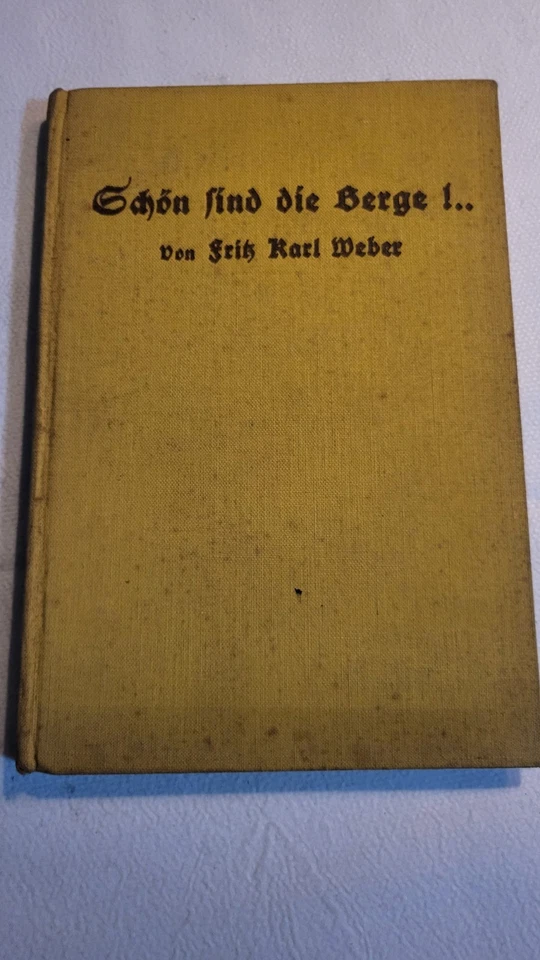 Schön sind die Berge !..
von Fritz Karl Weber